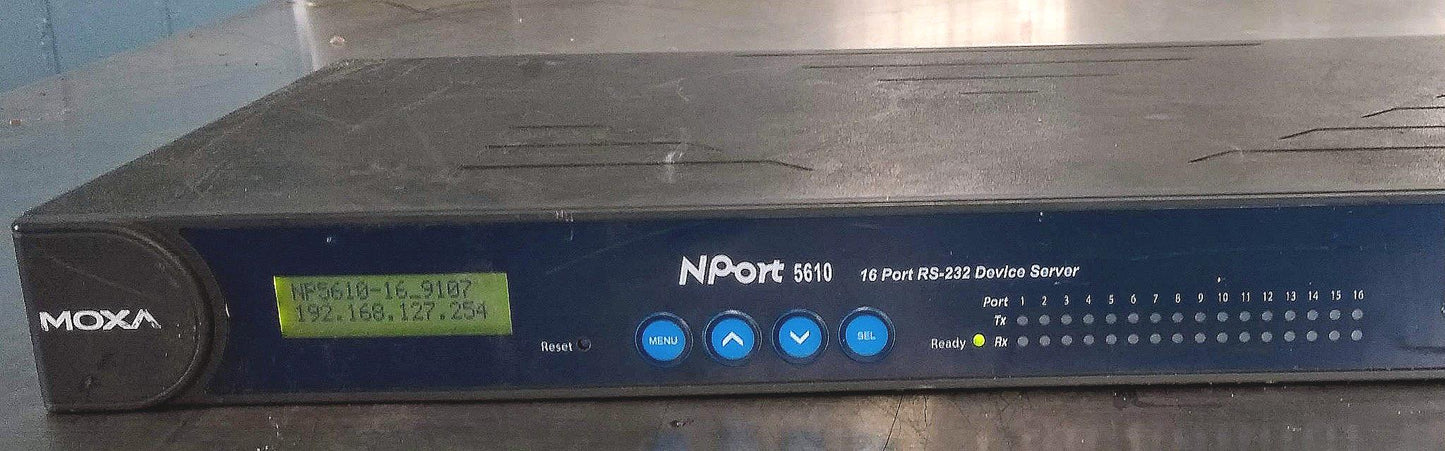 MOXA
NP5610-16_9107
192.168.127.254
Reset
NPort 5610
16 Port RS-232 Device Server
MENU
SEL
Port 1 2 3 4 5 6 7 8 9 10 11 12 13 14 15 16
Tx
Ready Rx